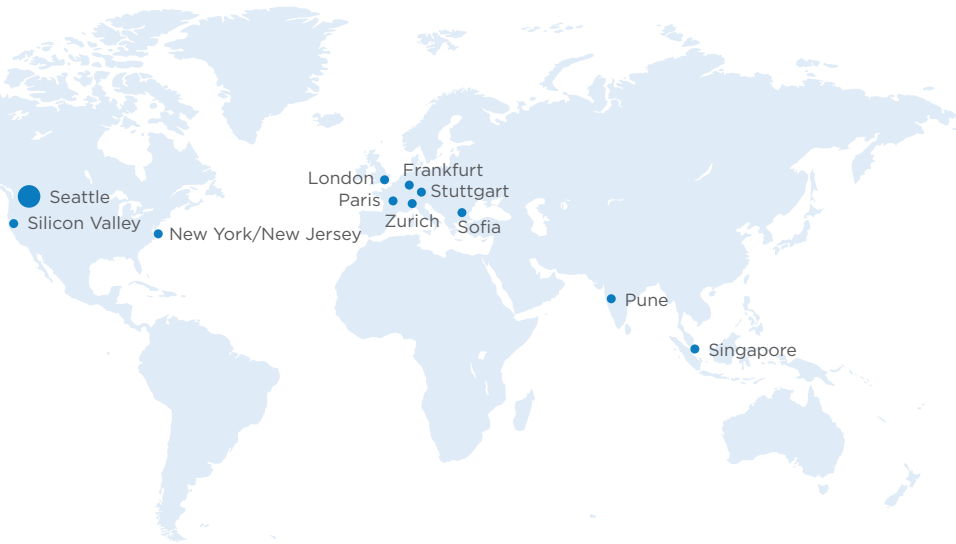 Frankfurt
London
Stuttgart
Seattle
Paris
Zurich
Silicon Valley
Sofia
New York/New Jersey
Pune
Singapore